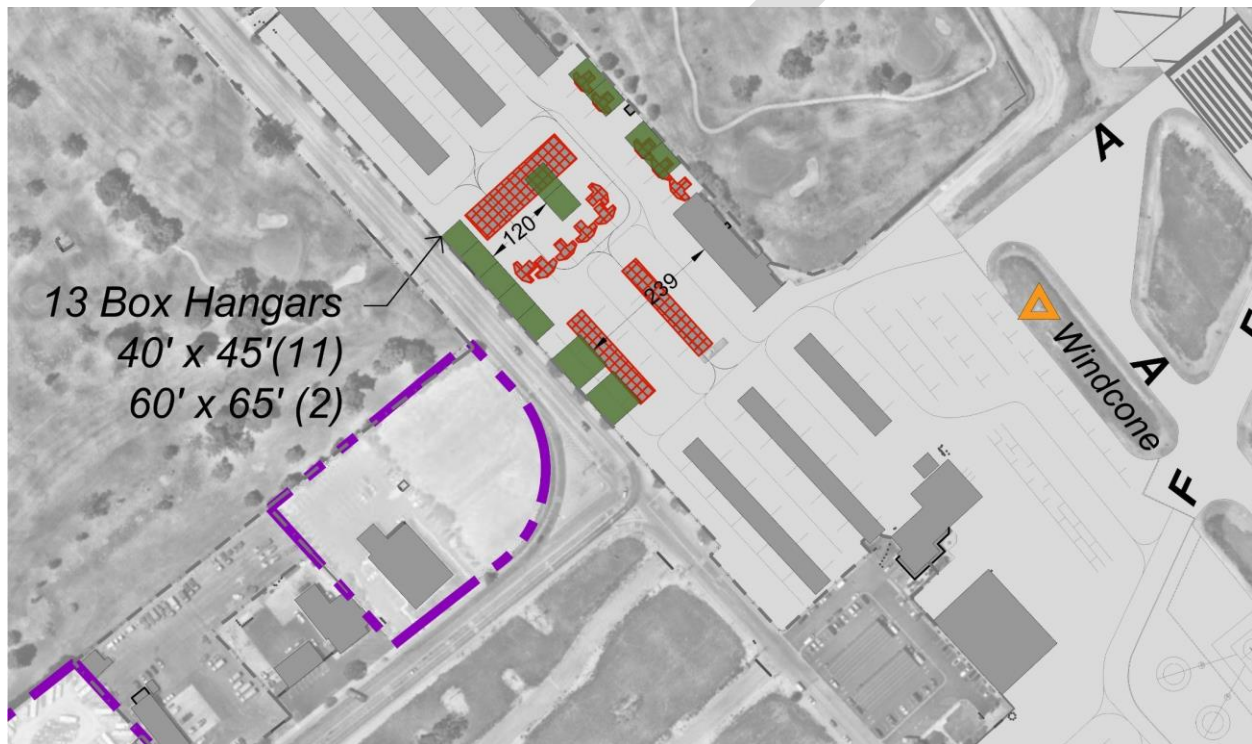 13 Box Hangars
40' x 45'(11)
60' x 65' (2)
120
239
A
Windcone
A
F